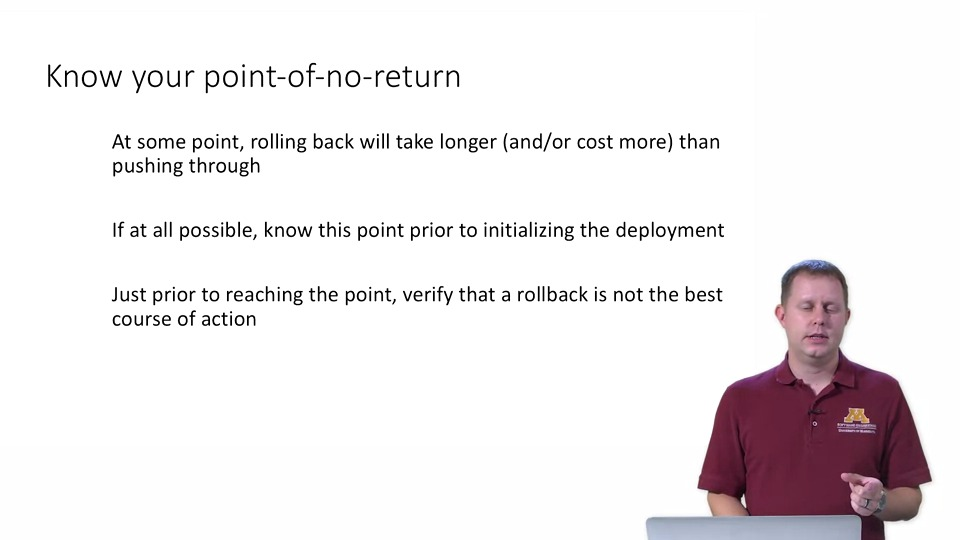 Know your point-of-no-return
At some point, rolling back will take longer (and/or cost more) than
pushing through
If at all possible, know this point prior to initializing the deployment
Just prior to reaching the point, verify that a rollback is not the best
course of action
M